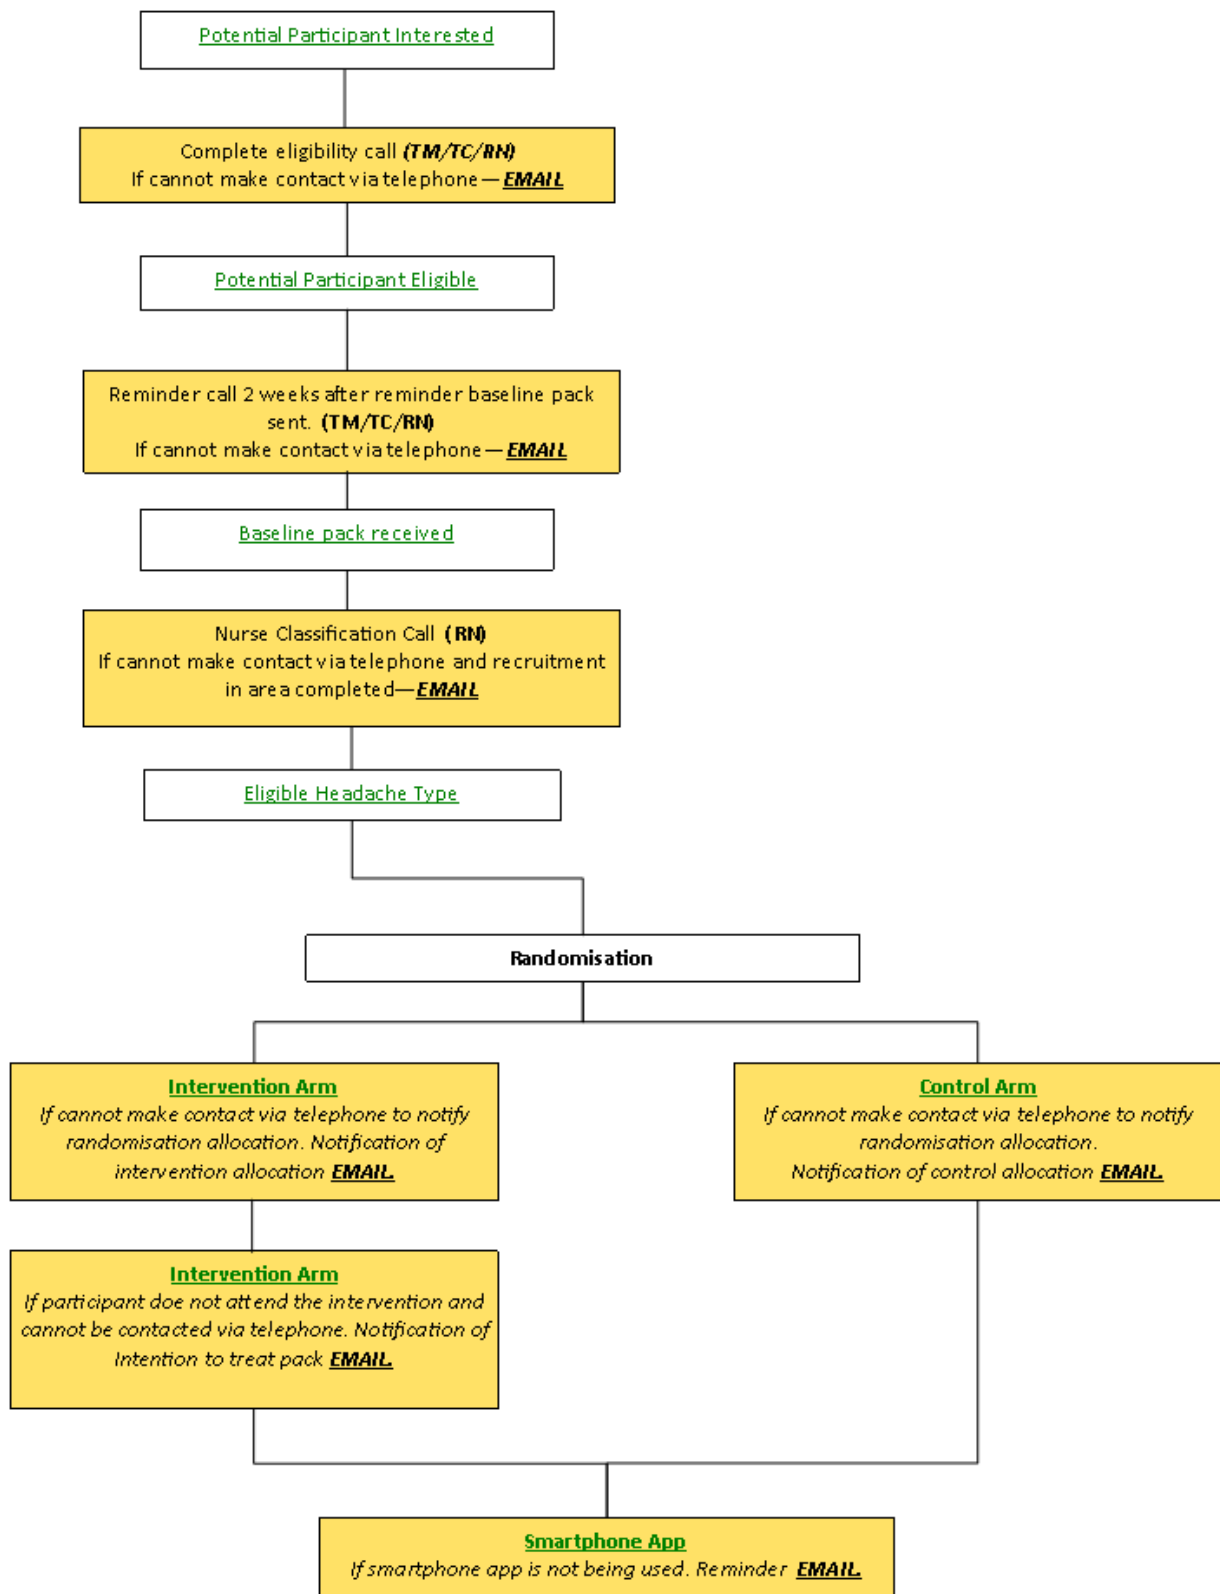 Potential Participant Interested
Complete eligibility call (TM/TC/RN)
If cannot make contact via telephone—EMAIL
Potential Participant Eligible
Reminder call 2 weeks after reminder baseline pack
sent. (TM/TC/RN)
If cannot make contact via telephone—EMAIL
Baseline pack received
Nurse Classification Call (RN)
If cannot make contact via telephone and recruitment
in area completed—EMAIL
Eligible Headache Type
Randomisation
Intervention Arm
If cannot make contact via telephone to notify
randomisation allocation. Notification of
intervention allocation EMAIL.
Control Arm
If cannot make contact via telephone to notify
randomisation allocation.
Notification of control allocation EMAIL.
Intervention Arm
If participant doe not attend the intervention and
cannot be contacted via telephone. Notification of
Intention to treat pack EMAIL.
Smartphone App
If smartphone app is not being used. Reminder EMAIL.